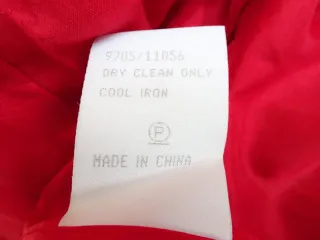 9705/11056
DRY CLEAN ONLY
COOL IRON
P
MADE IN CHINA